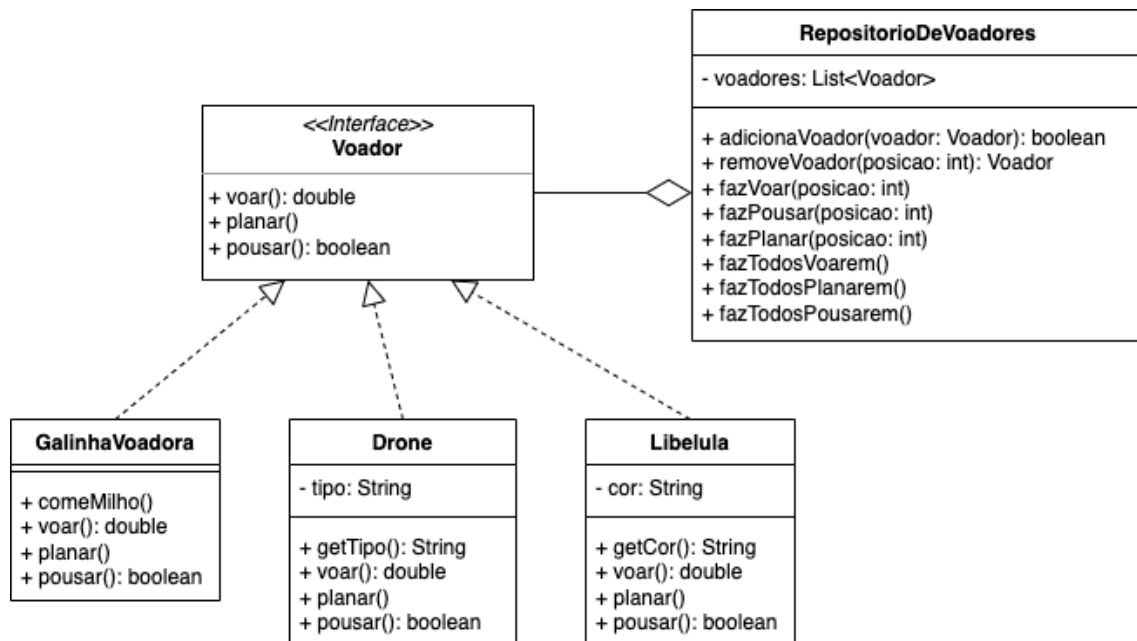 RepositorioDeVoadores
- voadores: List<Voador>
+ adicionaVoador(voador: Voador): boolean
+ removeVoador(posicao: int): Voador
+ fazVoar(posicao: int)
+ fazPousar(posicao: int)
+ fazPlanar(posicao: int)
+ fazTodosVoarem()
+ fazTodosPlanarem()
+ fazTodosPousarem()
<<Interface>>
Voador
+ voar(): double
+ planar()
+ pousar(): boolean
GalinhaVoadora
+ comeMilho()
+ voar(): double
+ planar()
+ pousar(): boolean
Drone
- tipo: String
+ getTipo(): String
+ voar(): double
+ planar()
+ pousar(): boolean
Libelula
- cor: String
+ getCor(): String
+ voar(): double
+ planar()
+ pousar(): boolean